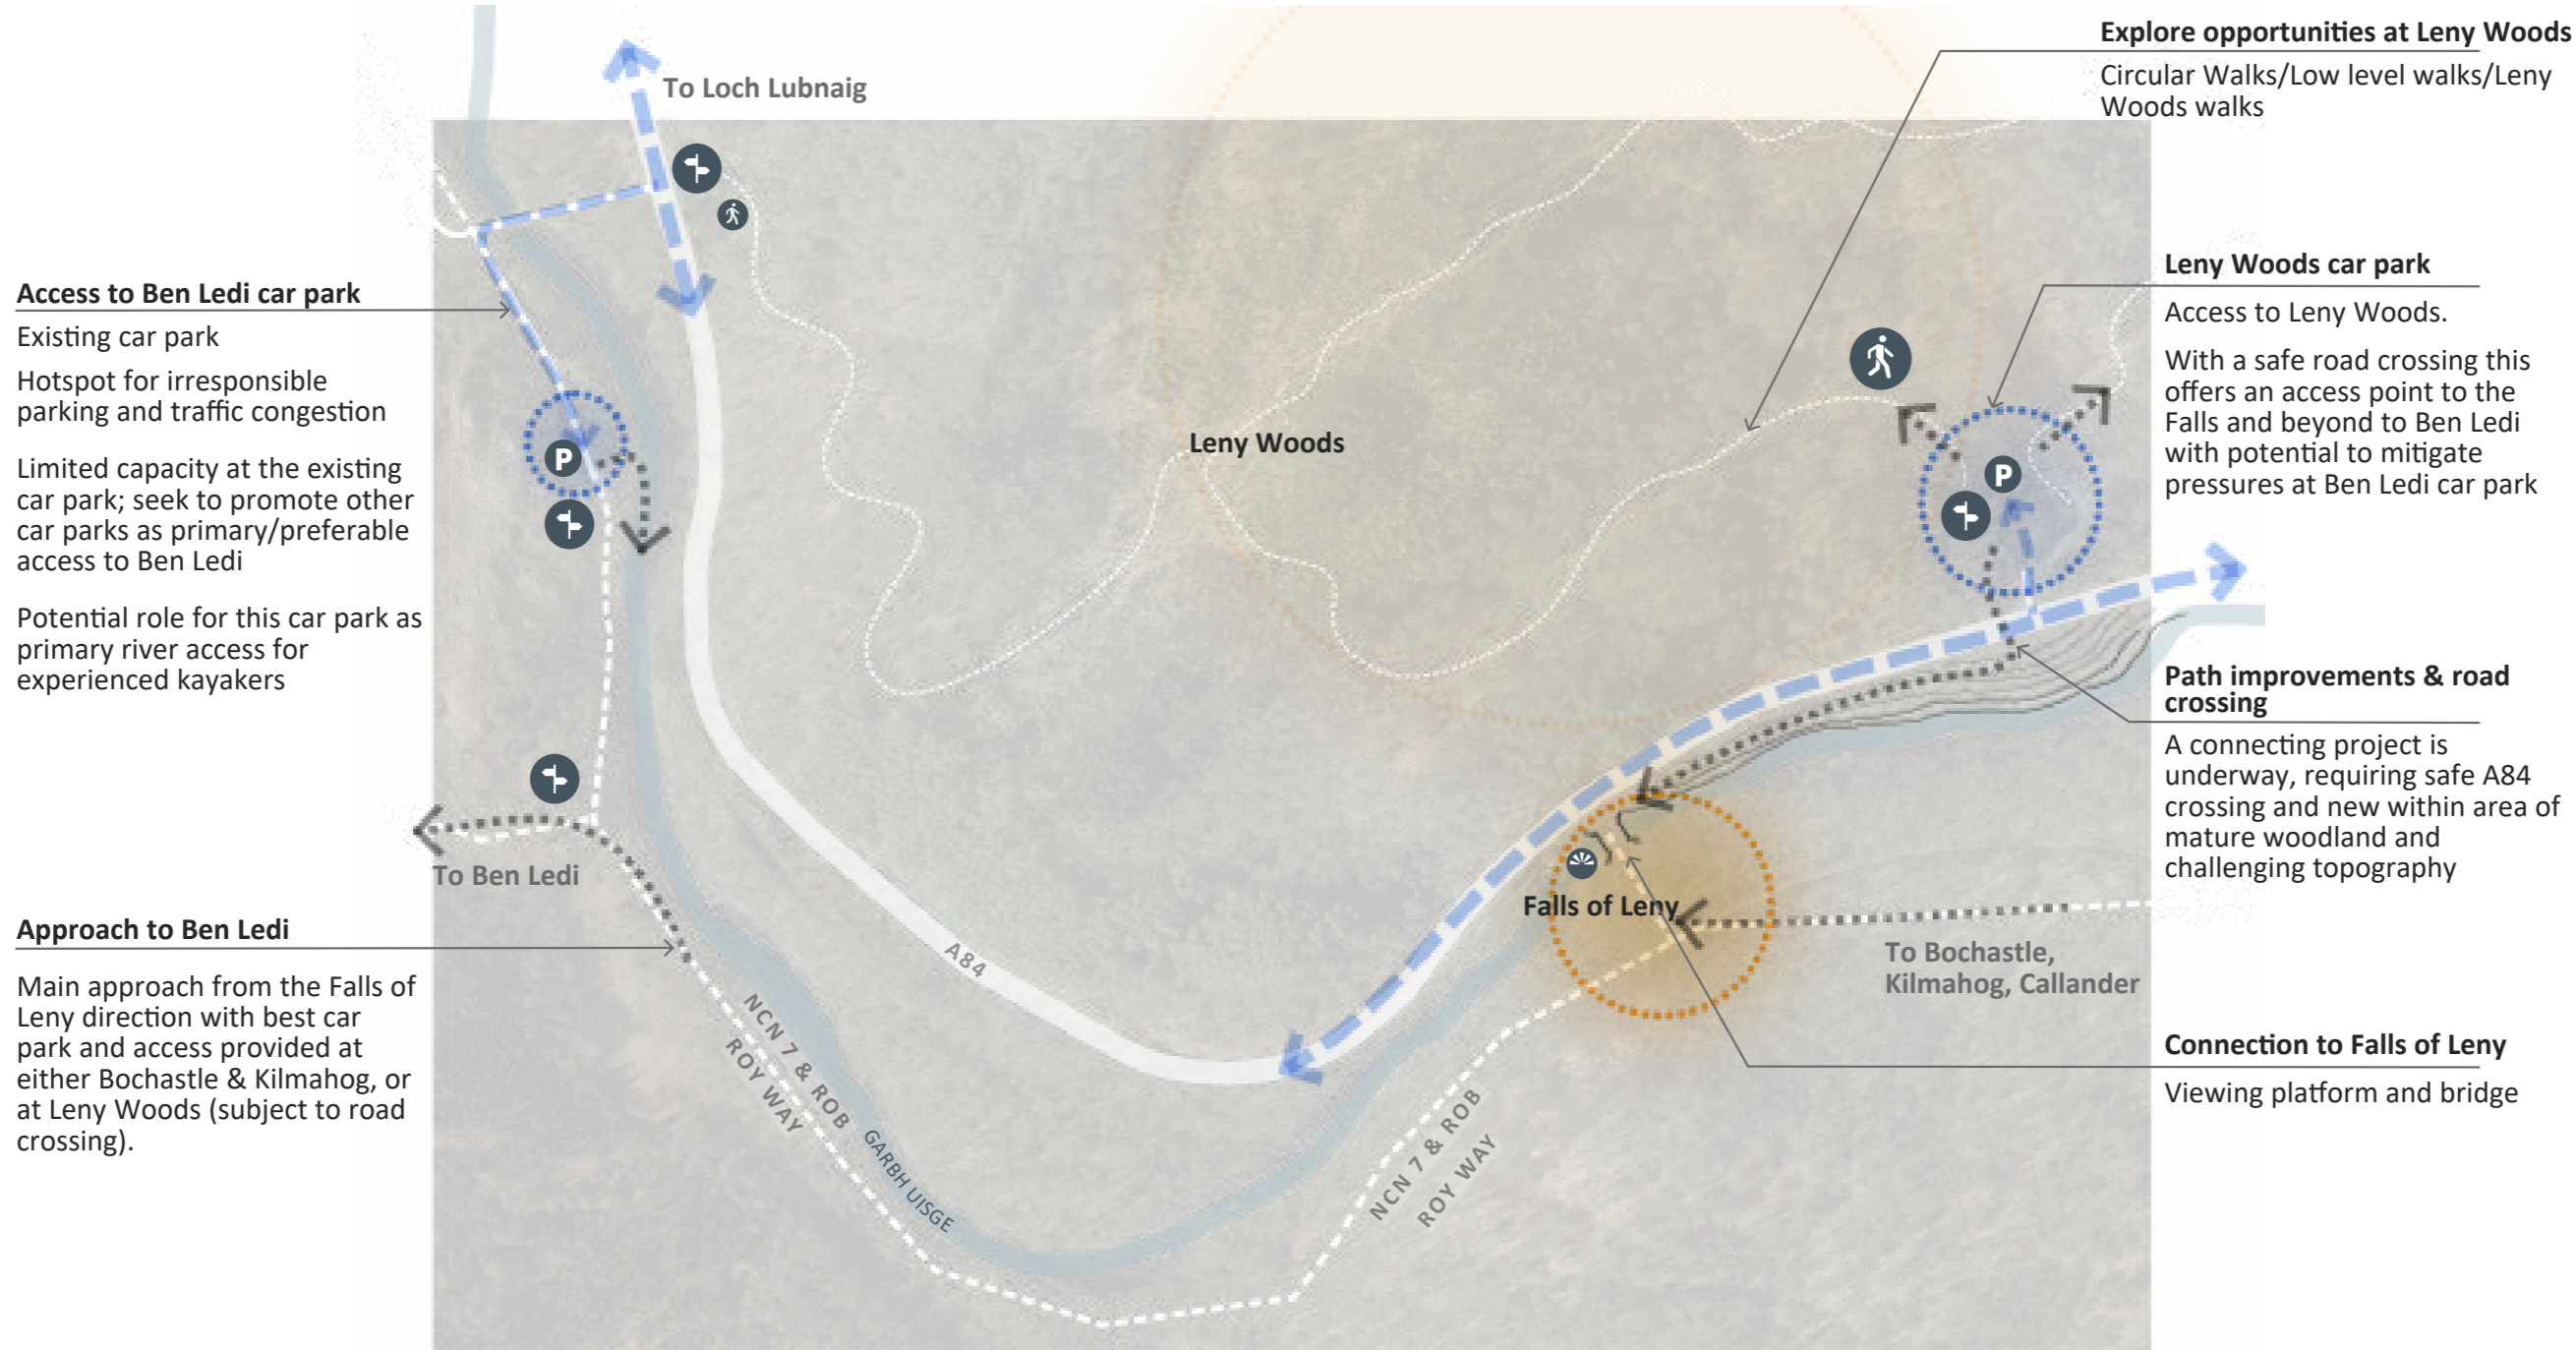 Explore opportunities at Leny Woods
Circular Walks/Low level walks/Leny
Woods walks
To Loch Lubnaig
Leny Woods car park
Access to Leny Woods.
With a safe road crossing this
offers an access point to the
Falls and beyond to Ben Ledi
with potential to mitigate
pressures at Ben Ledi car park
Access to Ben Ledi car park
Existing car park
Hotspot for irresponsible
parking and traffic congestion
Limited capacity at the existing
car park; seek to promote other
car parks as primary/preferable
access to Ben Ledi
Potential role for this car park as
primary river access for
experienced kayakers
P
Leny Woods
P
Path improvements & road
crossing
A connecting project is
underway, requiring safe A84
crossing and new within area of
mature woodland and
challenging topography
To Ben Ledi
Approach to Ben Ledi
Main approach from the Falls of
Leny direction with best car
park and access provided at
either Bochastle & Kilmahog, or
at Leny Woods (subject to road
crossing).
A84
Falls of Leny
To Bochastle,
Kilmahog, Callander
NCN 7 & ROB
ROY WAY
GARBH UISGE
NCN 7 & ROB
ROY WAY
Connection to Falls of Leny
Viewing platform and bridge